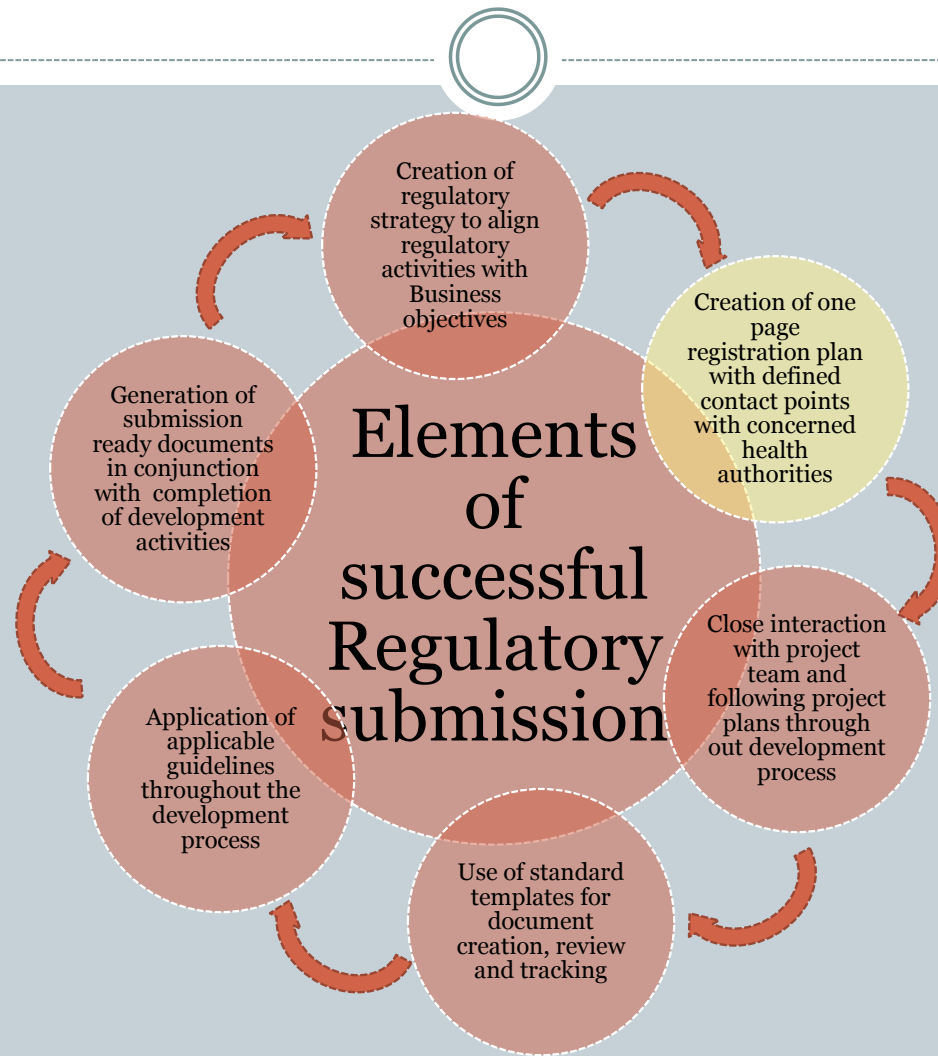 Creation of
regulatory
strategy to align
regulatory
activities with
Business
objectives
Creation of one
page
registration plan
with defined
contact points
with concerned
health
authorities
Close interaction
with project
team and
following project
plans through
out development
process
Use of standard
templates for
document
creation, review
and tracking
Application of
applicable
guidelines
throughout the
development
process
Generation of
submission
ready documents
in conjunction
with completion
of development
activities
Elements
of
successful
Regulatory
submission